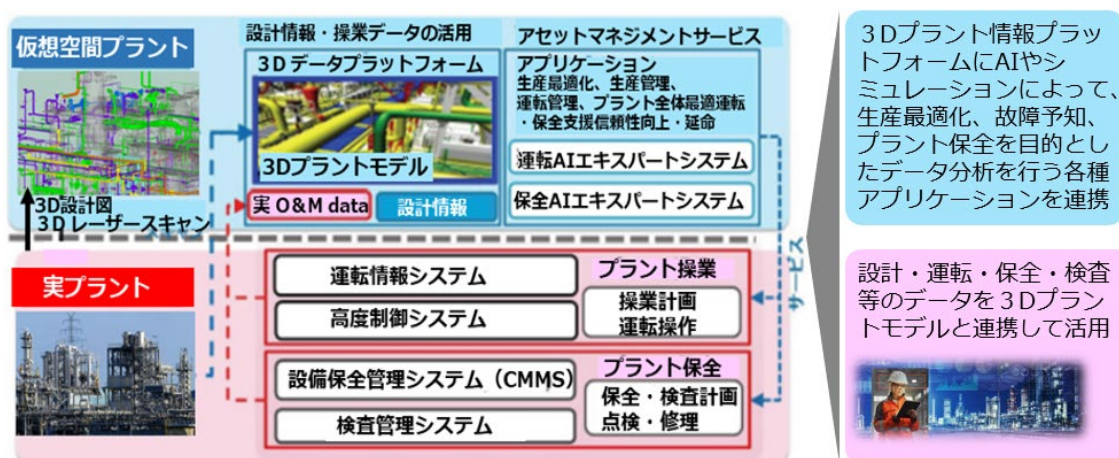 仮想空間プラント
3D設計図
3Dレーザースキャン
設計情報・操業データの活用
3Dデータプラットフォーム
3Dプラントモデル
実O&M data
設計情報
アセットマネジメントサービス
アプリケーション
生産最適化、生産管理、
運転管理、プラント全体最適運転
・保全支援信頼性向上・延命
運転AIエキスパートシステム
保全AIエキスパートシステム
サービス
実プラント
運転情報システム
高度制御システム
プラント操業
操業計画
運転操作
設備保全管理システム（CMMS）
検査管理システム
プラント保全
保全・検査計画
点検・修理
３Dプラント情報プラッ
トフォームにAIやシ
ミュレーションによって、
生産最適化、故障予知、
プラント保全を目的とし
たデータ分析を行う各種
アプリケーションを連携
設計・運転・保全・検査
等のデータを３Dプラン
トモデルと連携して活用